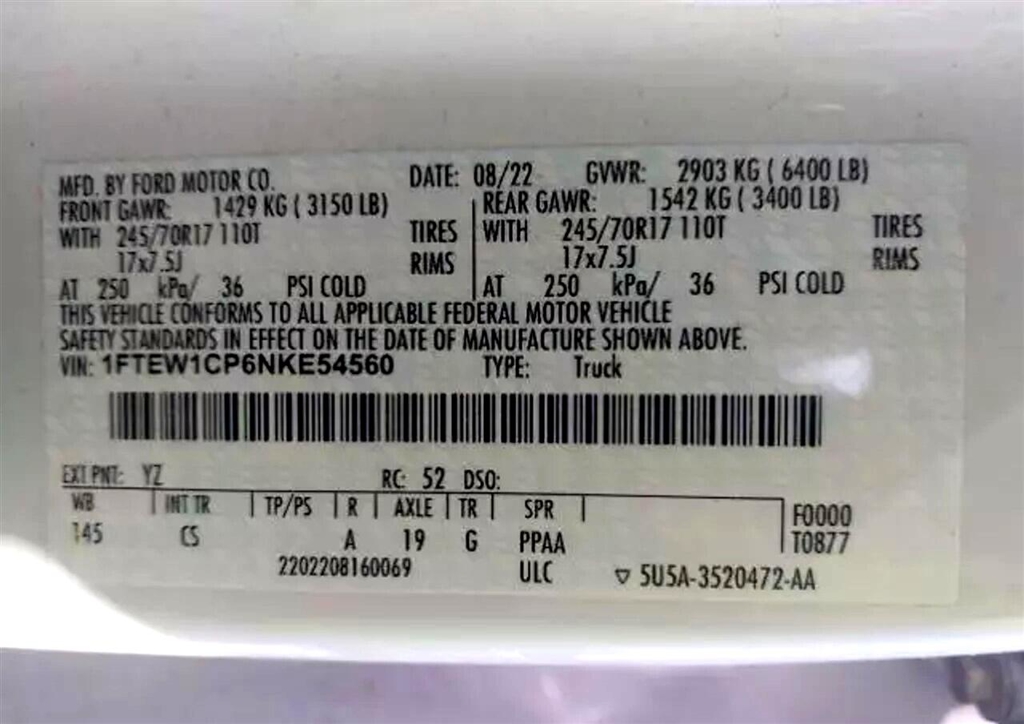 MFD. BY FORD MOTOR CO. DATE: 08/22 GVWR: 2903 KG ( 6400 LB)
FRONT GAWR: 1429 KG ( 3150 LB) REAR GAWR: 1542 KG ( 3400 LB)
WITH 245/70R17 110T TIRES WITH 245/70R17 110T TIRES
17x7.5J RIMS 17x7.5J RIMS
AT 250 kPa/ 36 PSI COLD AT 250 kPa/ 36 PSI COLD
THIS VEHICLE CONFORMS TO ALL APPLICABLE FEDERAL MOTOR VEHICLE
SAFETY STANDARDS IN EFFECT ON THE DATE OF MANUFACTURE SHOWN ABOVE.
VIN: 1FTEW1CP6NKE54560 TYPE: Truck
EXT PNT: YZ RC: 52 DSO:
WB INT TR TP/PS R AXLE TR SPR F0000
145 CS A 19 G PPAA T0877
2202208160069 ULC ▽ 5U5A-3520472-AA